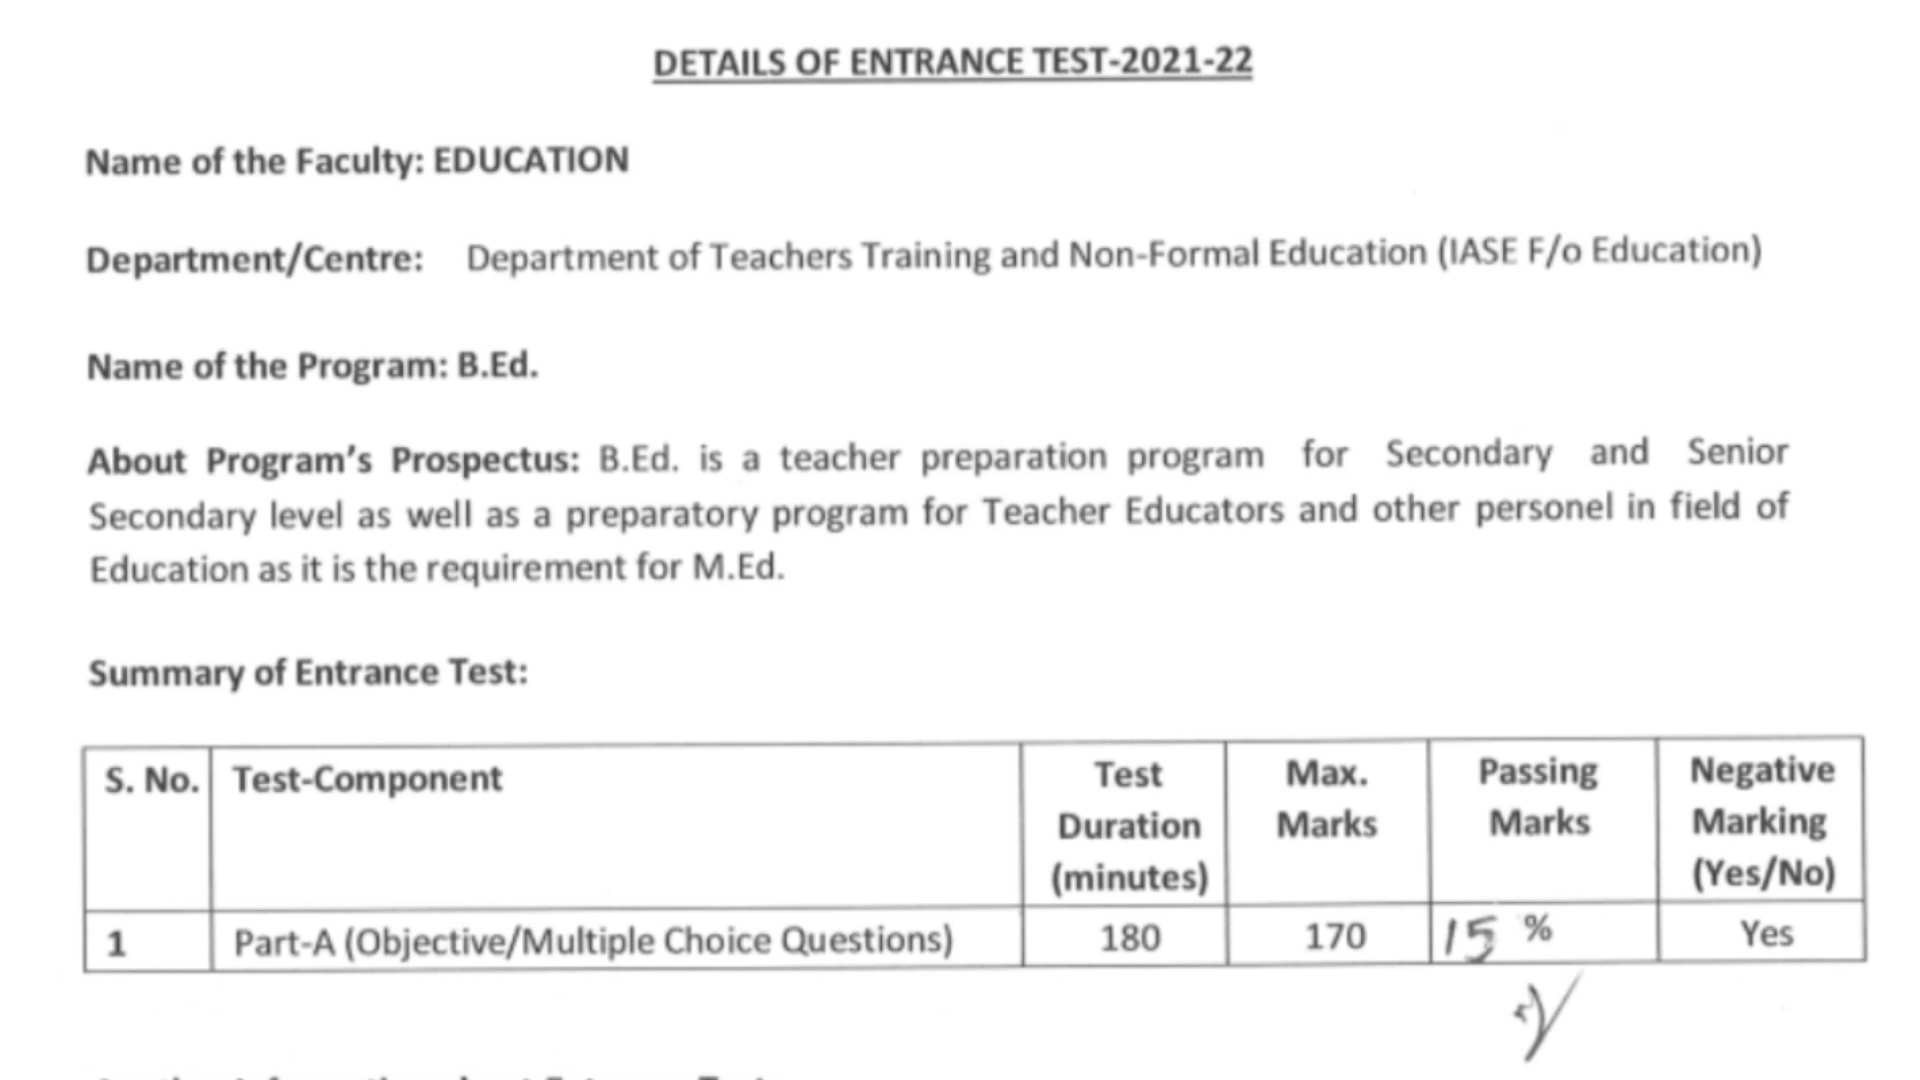 DETAILS OF ENTRANCE TEST-2021-22
Name of the Faculty: EDUCATION
Department/Centre: Department of Teachers Training and Non-Formal Education (IASE F/o Education)
Name of the Program: B.Ed.
About Program's Prospectus: B.Ed. is a teacher preparation program for Secondary and Senior
Secondary level as well as a preparatory program for Teacher Educators and other personel in field of
Education as it is the requirement for M.Ed.
Summary of Entrance Test:
S. No. Test-Component Test Duration (minutes) Max. Marks Passing Marks Negative Marking (Yes/No)
1 Part-A (Objective/Multiple Choice Questions) 180 170 15 % Yes